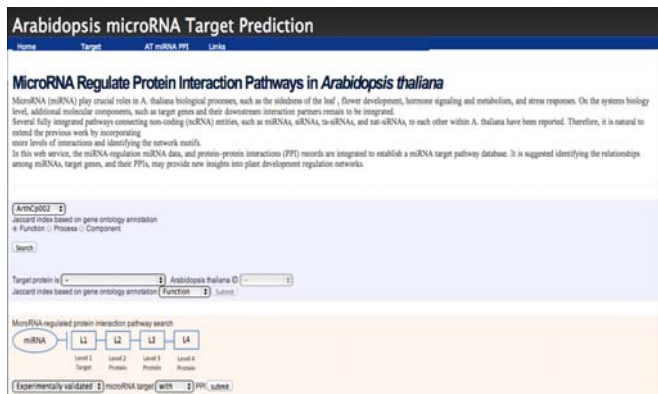 Arabidopsis microRNA Target Prediction
Home Target AT miRNA PPI Links
MicroRNA Regulate Protein Interaction Pathways in Arabidopsis thaliana
MicroRNA (miRNA) play crucial roles in A. thaliana biological processes, such as the sidedness of the leaf , flower development, hormone signaling and metabolism, and stress responses. On the systems biology
level, additional molecular components, such as target genes and their downstream interaction partners remain to be integrated.
Several fully integrated pathways connecting non-coding (ncRNA) entities, such as miRNAs, siRNAs, ta-siRNAs, and nat-siRNAs, to each other within A. thaliana have been reported. Therefore, it is natural to
extend the previous work by incorporating
more levels of interactions and identifying the network motifs.
In this web service, the miRNA-regulation miRNA data, and protein-protein interactions (PPI) records are integrated to establish a miRNA target pathway database. It is suggested identifying the relationships
among miRNAs, target genes, and their PPIs, may provide new insights into plant development regulation networks.
ArthCp002
Jaccard index based on gene ontology annotation
Function Process Component
Search
Target protein is -- Arabidopsis thaliana ID --
Jaccard index based on gene ontology annotation Function Submit
MicroRNA-regulated protein interaction pathway search
miRNA L1 L2 L3 L4
Level 1 Level 2 Level 3 Level 4
Target Protein Protein Protein
Experimentally validated microRNA target with PPI submit